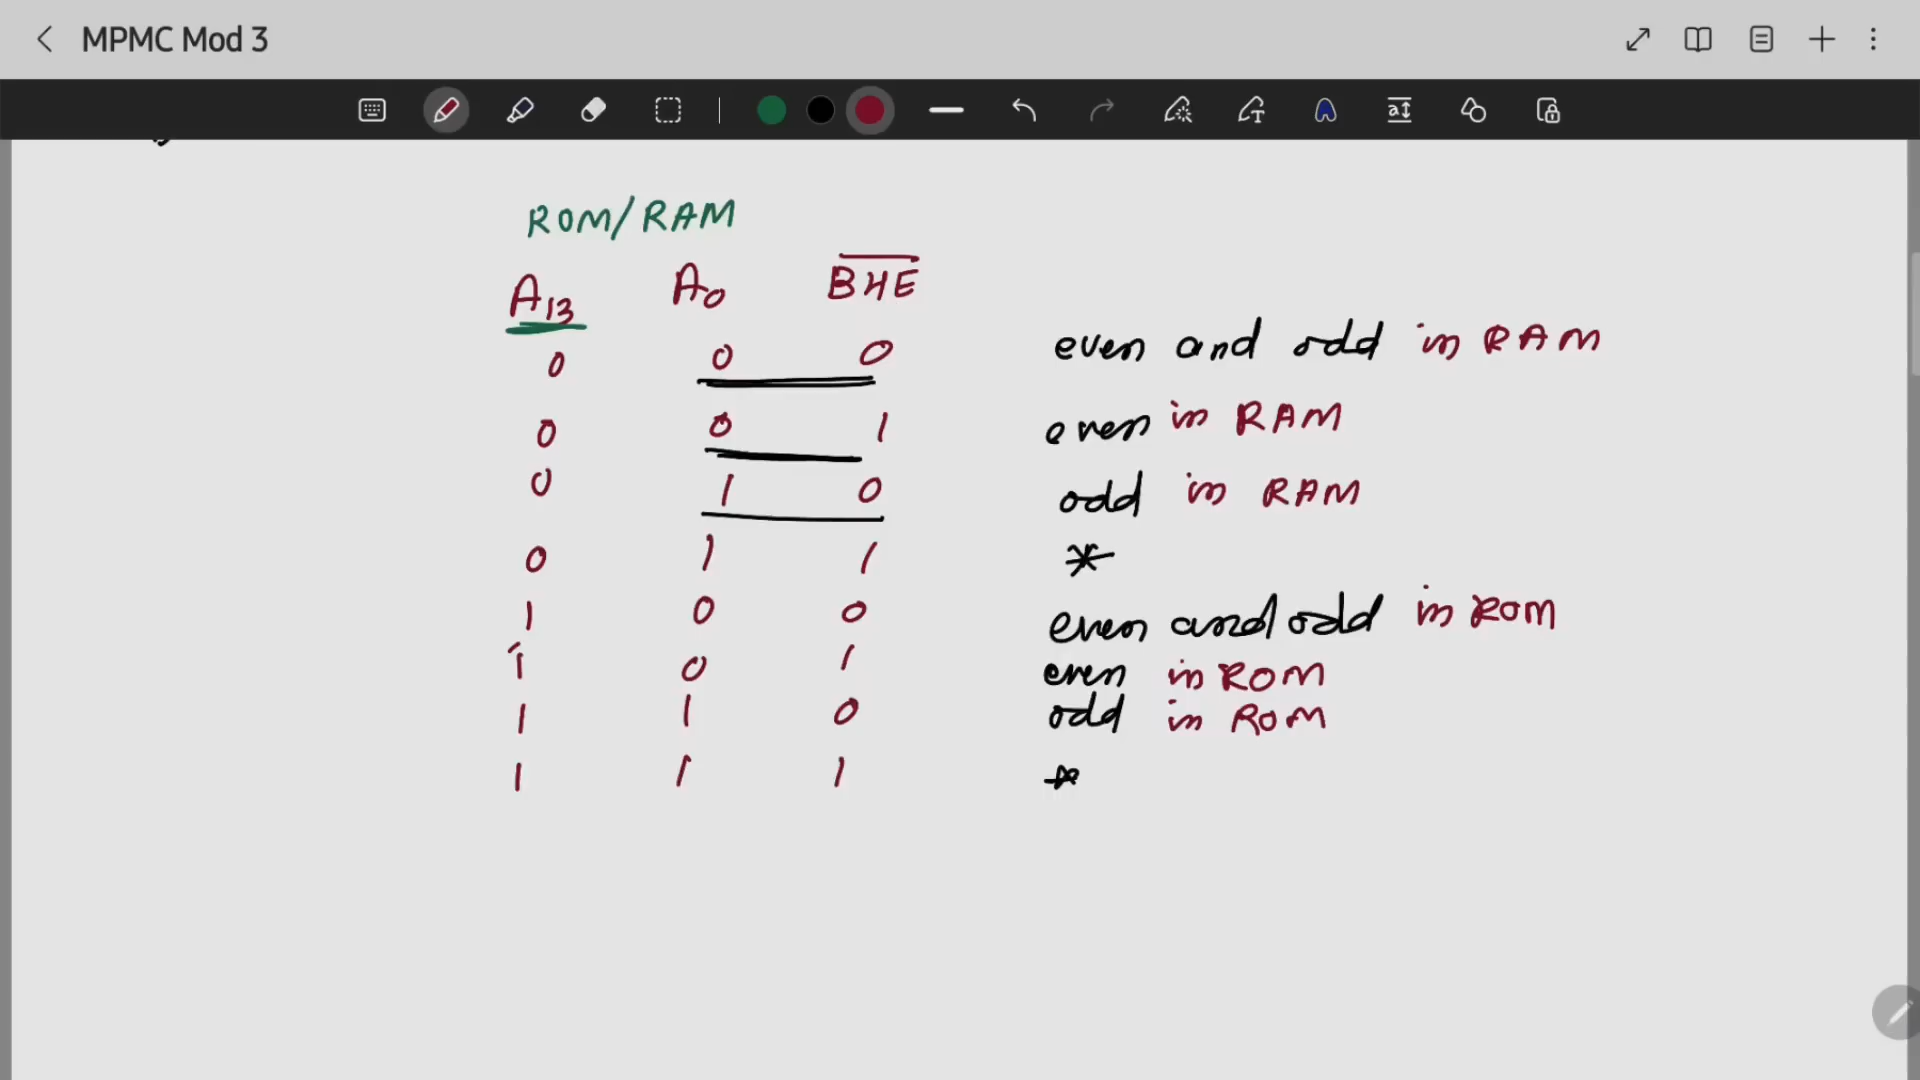 MPMC Mod 3
ROM/RAM
A13 A0 B̅H̅E̅
0 0 0 even and odd in RAM
0 0 1 even in RAM
0 1 0 odd in RAM
0 1 1 *
1 0 0 even and odd in ROM
1 0 1 even in ROM
1 1 0 odd in ROM
1 1 1 *